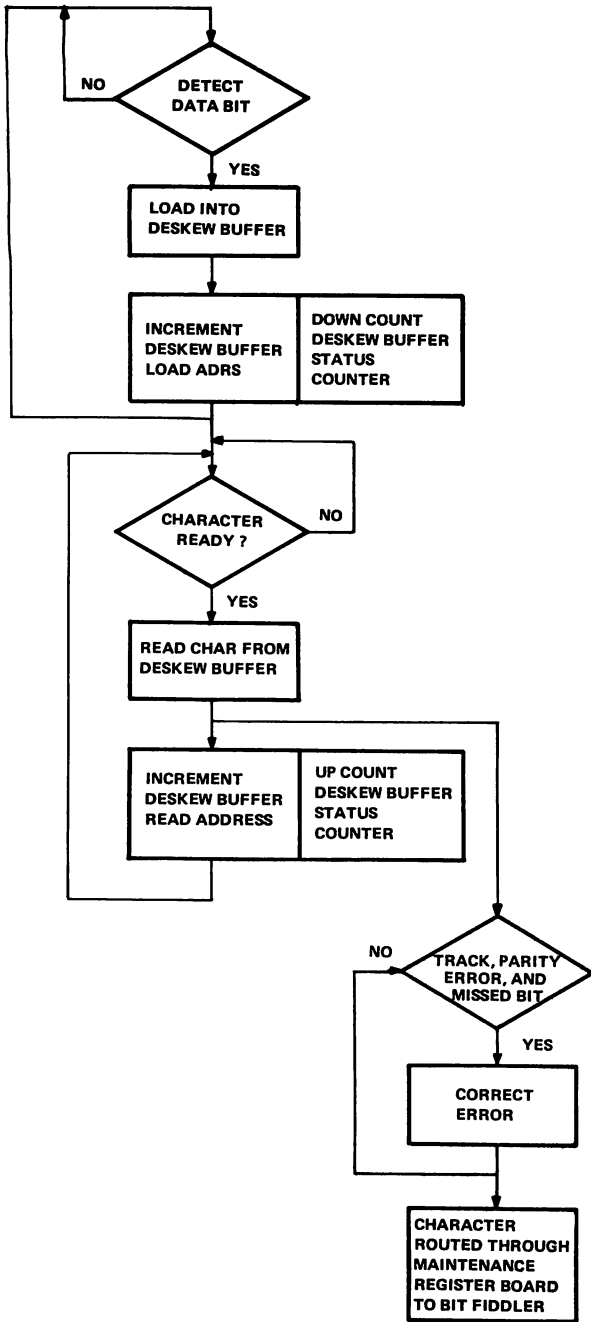 NO
DETECT
DATA BIT
YES
LOAD INTO
DESKEW BUFFER
INCREMENT
DESKEW BUFFER
LOAD ADRS
DOWN COUNT
DESKEW BUFFER
STATUS
COUNTER
CHARACTER
READY ?
NO
YES
READ CHAR FROM
DESKEW BUFFER
INCREMENT
DESKEW BUFFER
READ ADDRESS
UP COUNT
DESKEW BUFFER
STATUS
COUNTER
NO
TRACK, PARITY
ERROR, AND
MISSED BIT
YES
CORRECT
ERROR
CHARACTER
ROUTED THROUGH
MAINTENANCE
REGISTER BOARD
TO BIT FIDDLER